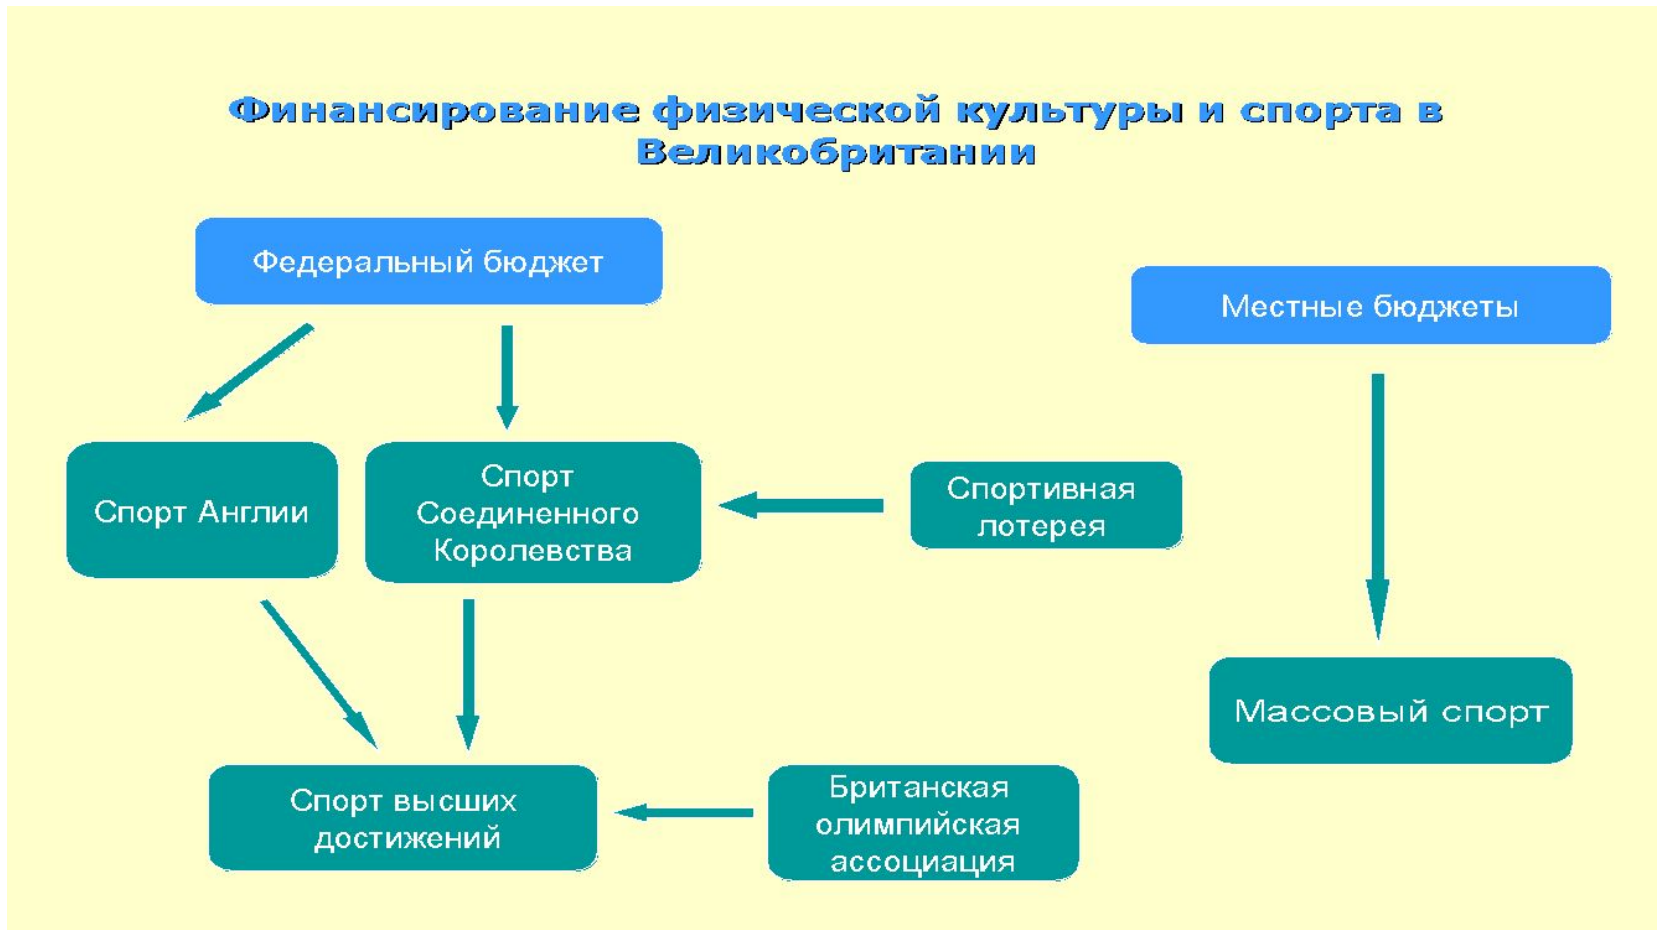 Финансирование физической культуры и спорта в
Великобритании
Федеральный бюджет
Местные бюджеты
Спорт Англии
Спорт
Соединенного
Королевства
Спортивная
лотерея
Массовый спорт
Спорт высших
достижений
Британская
олимпийская
ассоциация